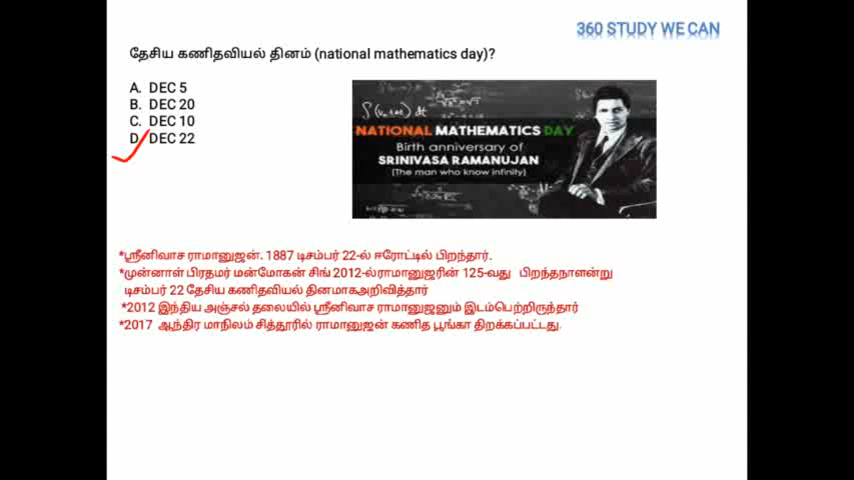 360 STUDY WE CAN
தேசிய கணிதவியல் தினம் (national mathematics day)?
A. DEC 5
B. DEC 20
C. DEC 10
D. DEC 22
NATIONAL MATHEMATICS DAY
Birth anniversary of
SRINIVASA RAMANUJAN
(The man who know infinity)
*ஸ்ரீனிவாச ராமானுஜன். 1887 டிசம்பர் 22-ல் ஈரோட்டில் பிறந்தார்.
*முன்னாள் பிரதமர் மன்மோகன் சிங் 2012-ல்ராமானுஜரின் 125-வது பிறந்தநாளன்று
டிசம்பர் 22 தேசிய கணிதவியல் தினமாகஅறிவித்தார்
*2012 இந்திய அஞ்சல் தலையில் ஸ்ரீனிவாச ராமானுஜனும் இடம்பெற்றிருந்தார்
*2017 ஆந்திர மாநிலம் சித்தூரில் ராமானுஜன் கணித பூங்கா திறக்கப்பட்டது.